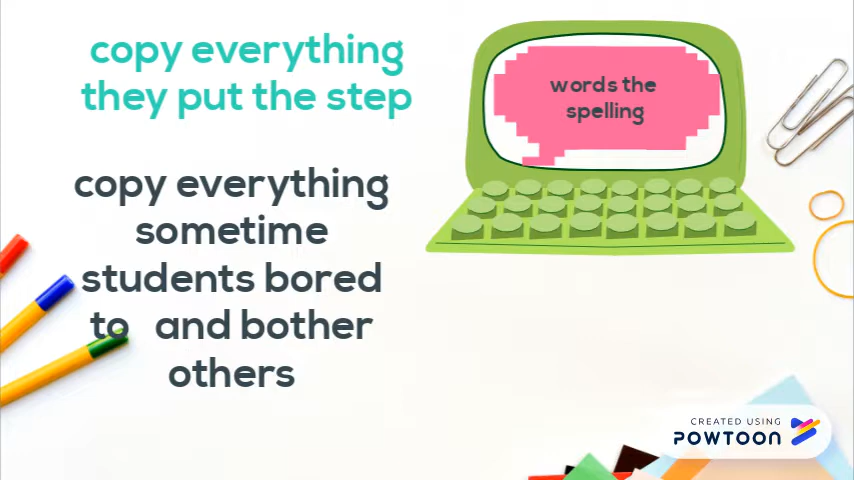 copy everything
they put the step
words the
spelling
copy everything
sometime
students bored
to and bother
others
CREATED USING
POWTOON